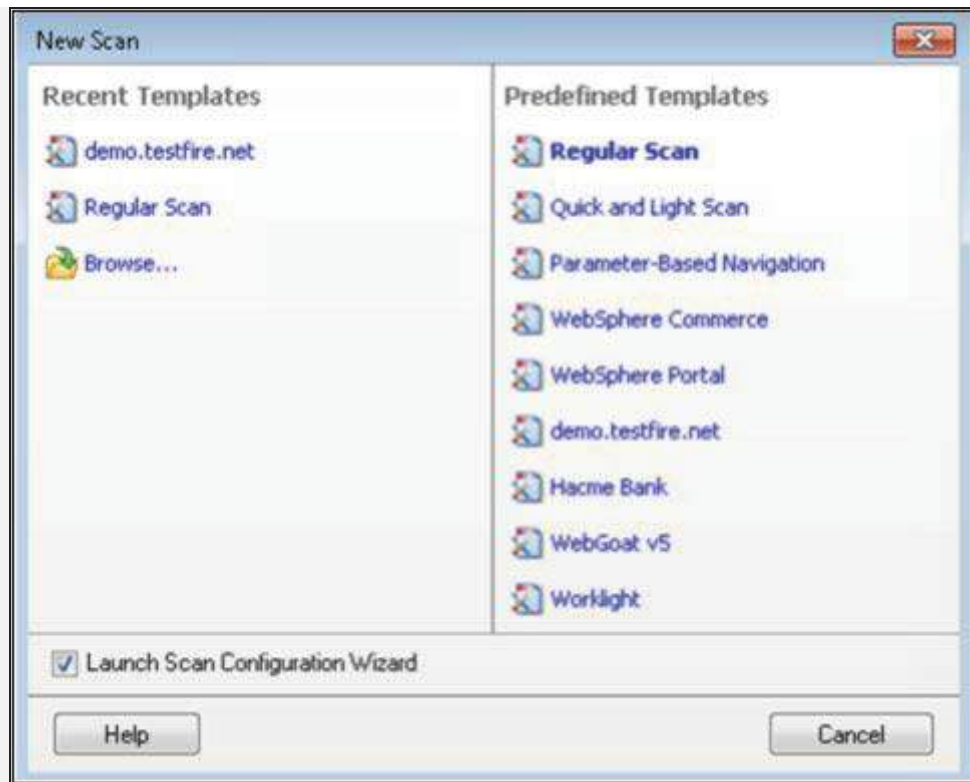 New Scan
Recent Templates
demo.testfire.net
Regular Scan
Browse...
Predefined Templates
Regular Scan
Quick and Light Scan
Parameter-Based Navigation
WebSphere Commerce
WebSphere Portal
demo.testfire.net
Hacme Bank
WebGoat v5
Worklight
Launch Scan Configuration Wizard
Help
Cancel